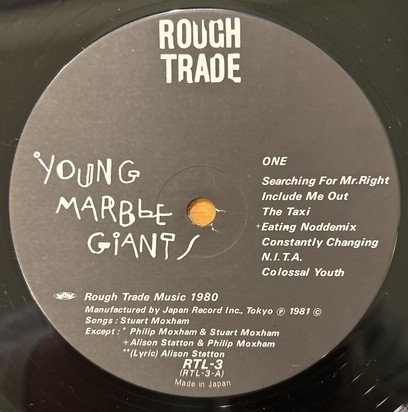 ROUGH
TRADE
YOUNG
MARBLE
GIANTS
ONE
Searching For Mr.Right
Include Me Out
The Taxi
+Eating Noddemix
Constantly Changing
N.I.T.A.
Colossal Youth
Rough Trade Music 1980
Manufactured by Japan Record Inc., Tokyo Ⓟ 1981 ©
Songs : Stuart Moxham
Except : * Philip Moxham & Stuart Moxham
+Alison Statton & Philip Moxham
**(Lyric) Alison Statton
RTL-3
(RTL-3-A)
Made in Japan